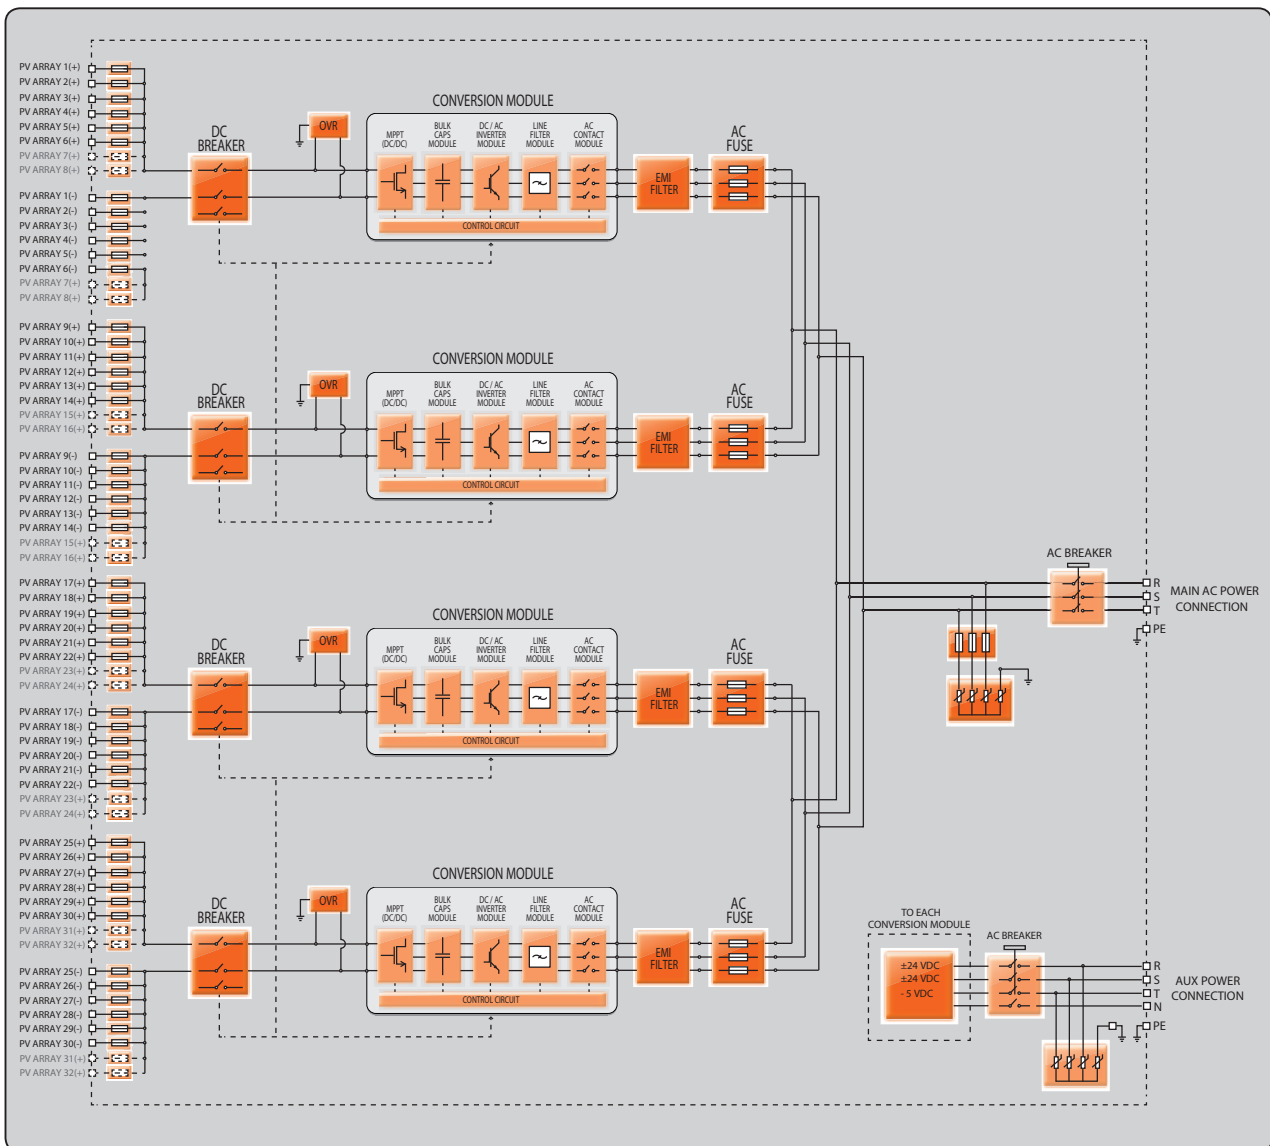 PV ARRAY 1(+)
PV ARRAY 2(+)
PV ARRAY 3(+)
PV ARRAY 4(+)
PV ARRAY 5(+)
PV ARRAY 6(+)
PV ARRAY 7(+)
PV ARRAY 8(+)
PV ARRAY 1(-)
PV ARRAY 2(-)
PV ARRAY 3(-)
PV ARRAY 4(-)
PV ARRAY 5(-)
PV ARRAY 6(-)
PV ARRAY 7(+)
PV ARRAY 8(+)
DC
BREAKER
OVR
CONVERSION MODULE
MPPT
(DC/DC)
BULK
CAPS
MODULE
DC / AC
INVERTER
MODULE
LINE
FILTER
MODULE
AC
CONTACT
MODULE
CONTROL CIRCUIT
EMI
FILTER
AC
FUSE
PV ARRAY 9(+)
PV ARRAY 10(+)
PV ARRAY 11(+)
PV ARRAY 12(+)
PV ARRAY 13(+)
PV ARRAY 14(+)
PV ARRAY 15(+)
PV ARRAY 16(+)
PV ARRAY 9(-)
PV ARRAY 10(-)
PV ARRAY 11(-)
PV ARRAY 12(-)
PV ARRAY 13(-)
PV ARRAY 14(-)
PV ARRAY 15(+)
PV ARRAY 16(+)
DC
BREAKER
OVR
CONVERSION MODULE
MPPT
(DC/DC)
BULK
CAPS
MODULE
DC / AC
INVERTER
MODULE
LINE
FILTER
MODULE
AC
CONTACT
MODULE
CONTROL CIRCUIT
EMI
FILTER
AC
FUSE
PV ARRAY 17(+)
PV ARRAY 18(+)
PV ARRAY 19(+)
PV ARRAY 20(+)
PV ARRAY 21(+)
PV ARRAY 22(+)
PV ARRAY 23(+)
PV ARRAY 24(+)
PV ARRAY 17(-)
PV ARRAY 18(-)
PV ARRAY 19(-)
PV ARRAY 20(-)
PV ARRAY 21(-)
PV ARRAY 22(-)
PV ARRAY 23(+)
PV ARRAY 24(+)
DC
BREAKER
OVR
CONVERSION MODULE
MPPT
(DC/DC)
BULK
CAPS
MODULE
DC / AC
INVERTER
MODULE
LINE
FILTER
MODULE
AC
CONTACT
MODULE
CONTROL CIRCUIT
EMI
FILTER
AC
FUSE
AC BREAKER
R
S
T
PE
MAIN AC POWER
CONNECTION
PV ARRAY 25(+)
PV ARRAY 26(+)
PV ARRAY 27(+)
PV ARRAY 28(+)
PV ARRAY 29(+)
PV ARRAY 30(+)
PV ARRAY 31(+)
PV ARRAY 32(+)
PV ARRAY 25(-)
PV ARRAY 26(-)
PV ARRAY 27(-)
PV ARRAY 28(-)
PV ARRAY 29(-)
PV ARRAY 30(-)
PV ARRAY 31(+)
PV ARRAY 32(+)
DC
BREAKER
OVR
CONVERSION MODULE
MPPT
(DC/DC)
BULK
CAPS
MODULE
DC / AC
INVERTER
MODULE
LINE
FILTER
MODULE
AC
CONTACT
MODULE
CONTROL CIRCUIT
EMI
FILTER
AC
FUSE
TO EACH
CONVERSION MODULE
±24 VDC
±24 VDC
- 5 VDC
AC BREAKER
R
S
T
N
PE
AUX POWER
CONNECTION